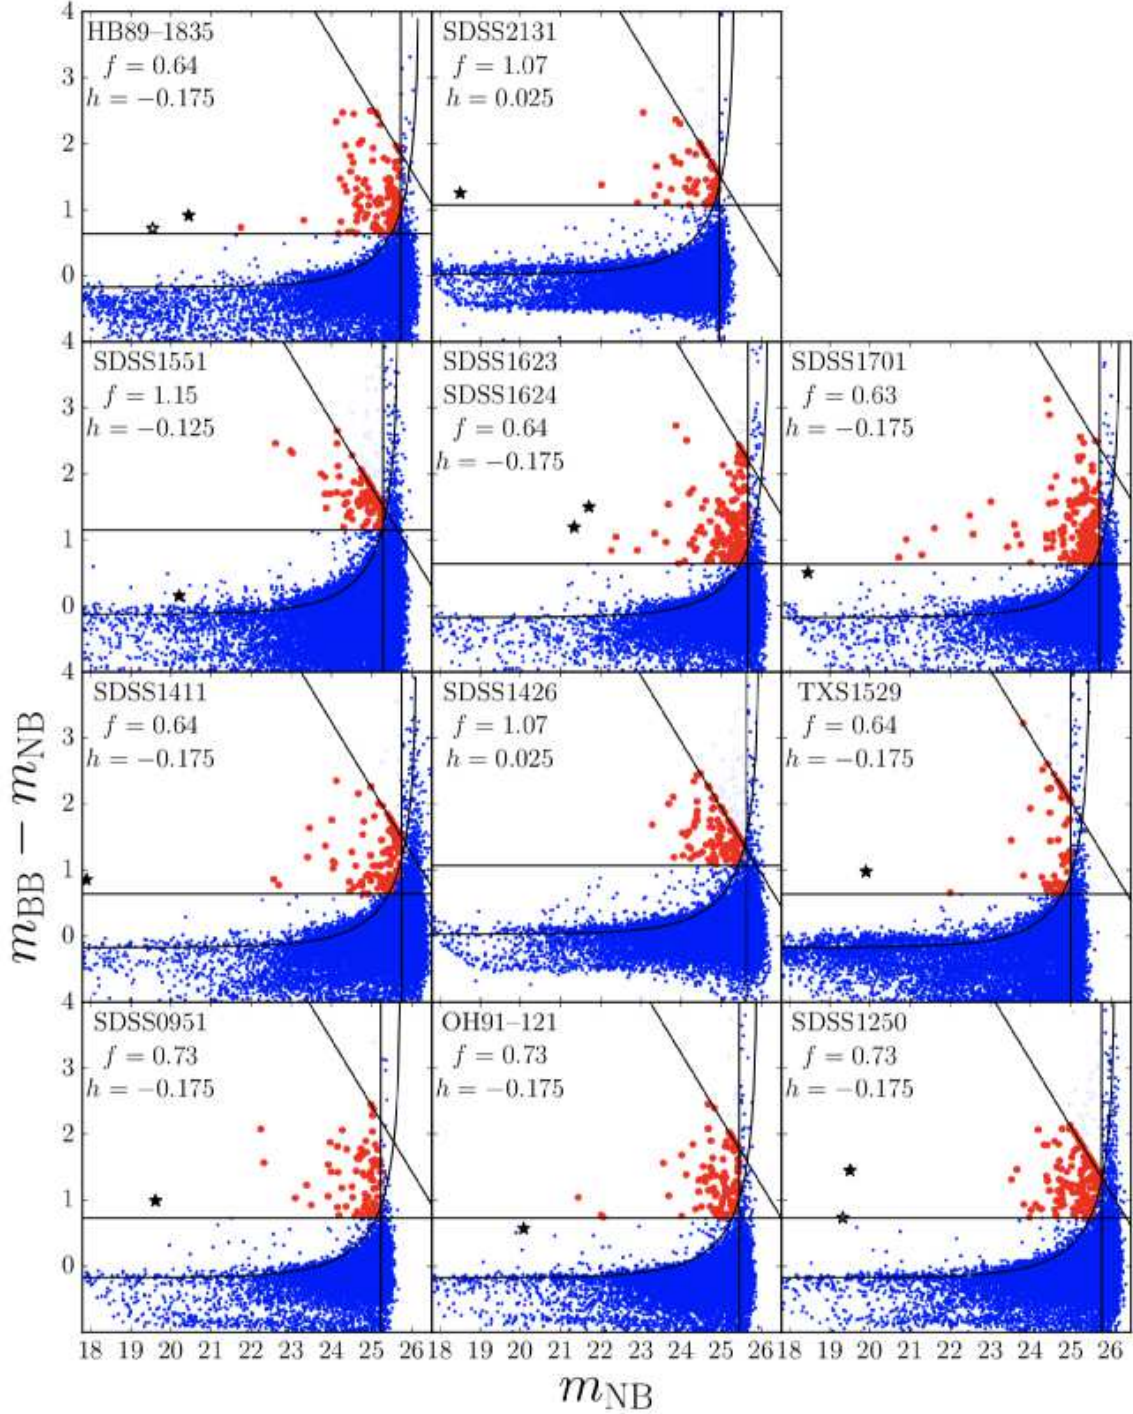 4
HB89–1835
f = 0.64
h = −0.175
3
2
1
0
SDSS2131
f = 1.07
h = 0.025
4
SDSS1551
f = 1.15
h = −0.125
3
2
1
0
SDSS1623
SDSS1624
f = 0.64
h = −0.175
SDSS1701
f = 0.63
h = −0.175
4
SDSS1411
f = 0.64
h = −0.175
3
2
1
0
SDSS1426
f = 1.07
h = 0.025
TXS1529
f = 0.64
h = −0.175
4
SDSS0951
f = 0.73
h = −0.175
3
2
1
0
OH91–121
f = 0.73
h = −0.175
SDSS1250
f = 0.73
h = −0.175
m_BB − m_NB
18 19 20 21 22 23 24 25 26 18 19 20 21 22 23 24 25 26 18 19 20 21 22 23 24 25 26
m_NB